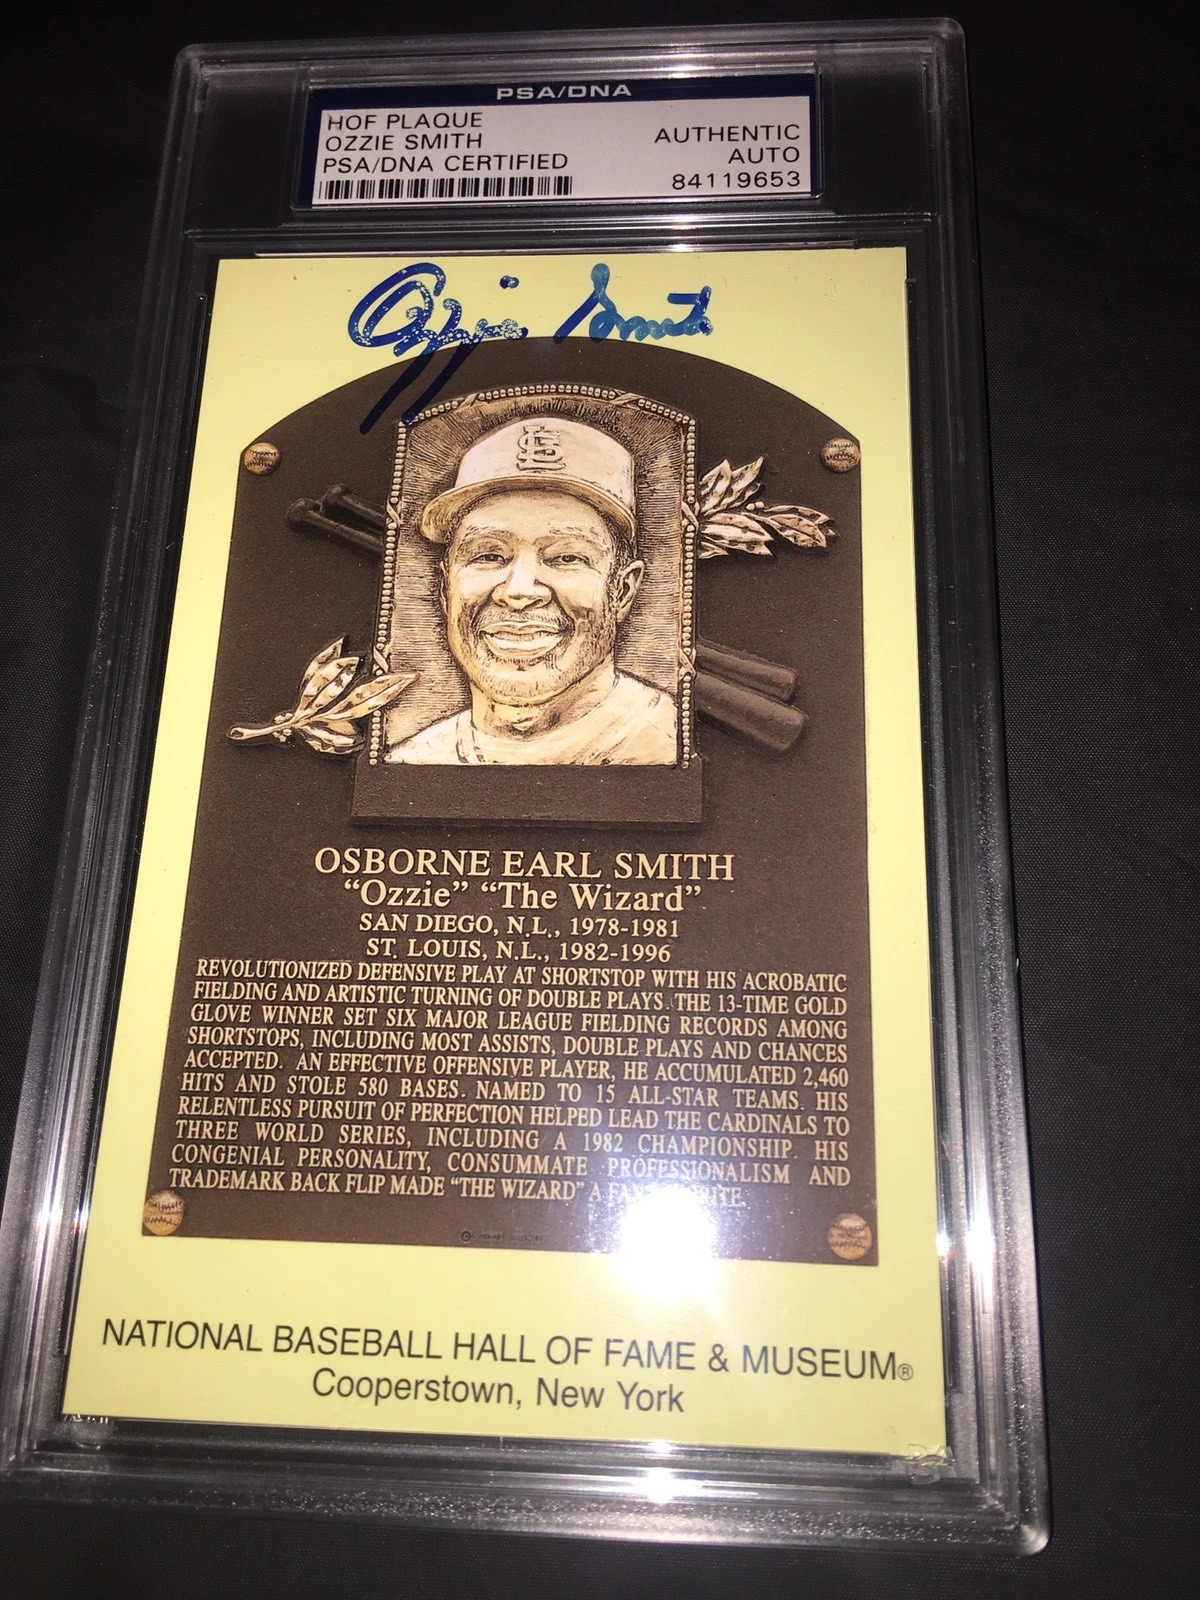 PSA/DNA
HOF PLAQUE
OZZIE SMITH
PSA/DNA CERTIFIED
AUTHENTIC
AUTO
84119653
Ozzie Smith
StL
OSBORNE EARL SMITH
“Ozzie” “The Wizard”
SAN DIEGO, N.L., 1978-1981
ST. LOUIS, N.L., 1982-1996
REVOLUTIONIZED DEFENSIVE PLAY AT SHORTSTOP WITH HIS ACROBATIC
FIELDING AND ARTISTIC TURNING OF DOUBLE PLAYS. THE 13-TIME GOLD
GLOVE WINNER SET SIX MAJOR LEAGUE FIELDING RECORDS AMONG
SHORTSTOPS, INCLUDING MOST ASSISTS, DOUBLE PLAYS AND CHANCES
ACCEPTED. AN EFFECTIVE OFFENSIVE PLAYER, HE ACCUMULATED 2,460
HITS AND STOLE 580 BASES. NAMED TO 15 ALL-STAR TEAMS. HIS
RELENTLESS PURSUIT OF PERFECTION HELPED LEAD THE CARDINALS TO
THREE WORLD SERIES, INCLUDING A 1982 CHAMPIONSHIP. HIS
CONGENIAL PERSONALITY, CONSUMMATE PROFESSIONALISM AND
TRADEMARK BACK FLIP MADE “THE WIZARD” A
NATIONAL BASEBALL HALL OF FAME & MUSEUM®
Cooperstown, New York